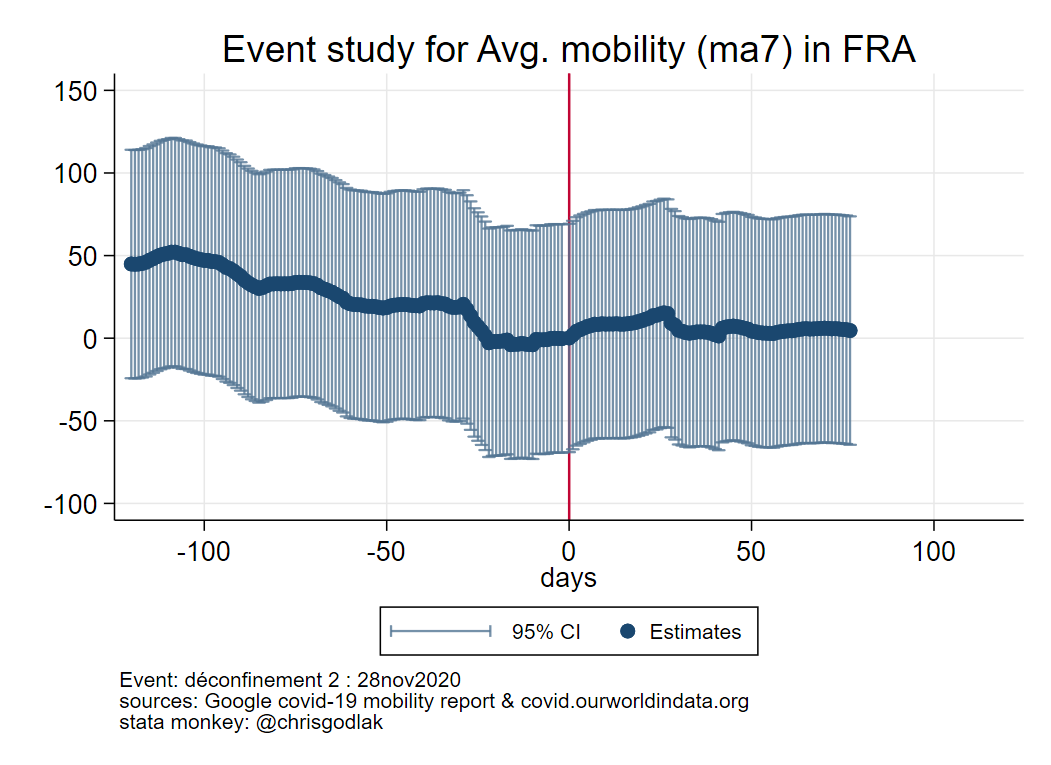 Event study for Avg. mobility (ma7) in FRA
150
100
50
0
-50
-100
-100 -50 0 50 100
days
95% CI Estimates
Event: déconfinement 2 : 28nov2020
sources: Google covid-19 mobility report & covid.ourworldindata.org
stata monkey: @chrisgodlak